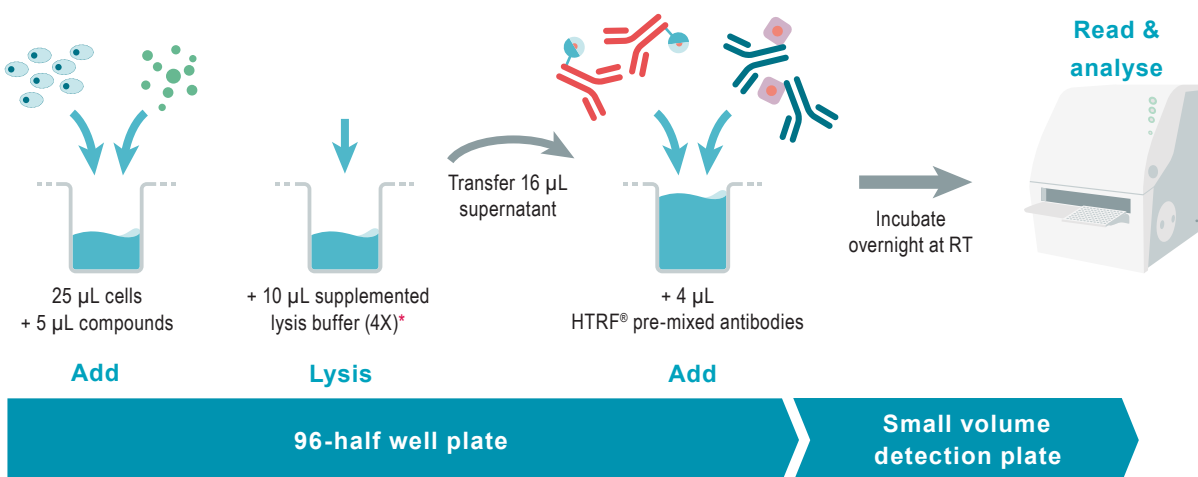 Read &
analyse
Transfer 16 µL
supernatant
Incubate
overnight at RT
25 µL cells
+ 5 µL compounds
+ 10 µL supplemented
lysis buffer (4X)*
+ 4 µL
HTRF® pre-mixed antibodies
Add
Lysis
Add
96-half well plate
Small volume
detection plate